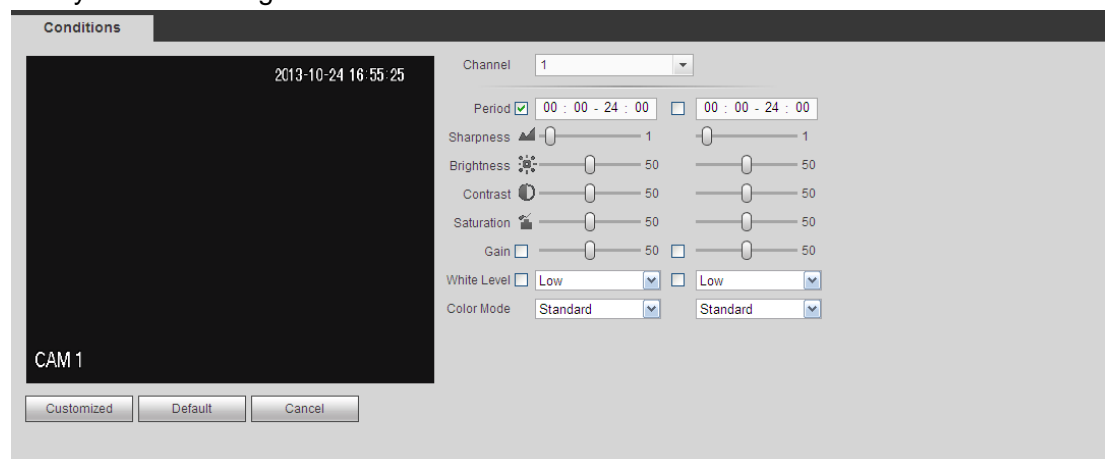 Conditions
2013-10-24 16:55:25
CAM 1
Channel 1
Period 00 : 00 - 24 : 00 00 : 00 - 24 : 00
Sharpness 1 1
Brightness 50 50
Contrast 50 50
Saturation 50 50
Gain 50 50
White Level Low Low
Color Mode Standard Standard
Customized Default Cancel